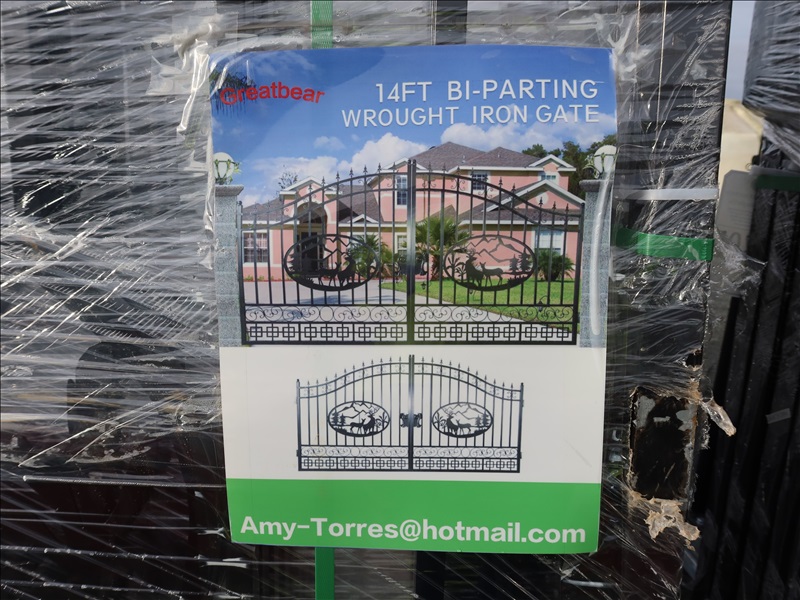 Greatbear
14FT BI-PARTING
WROUGHT IRON GATE
Amy-Torres@hotmail.com